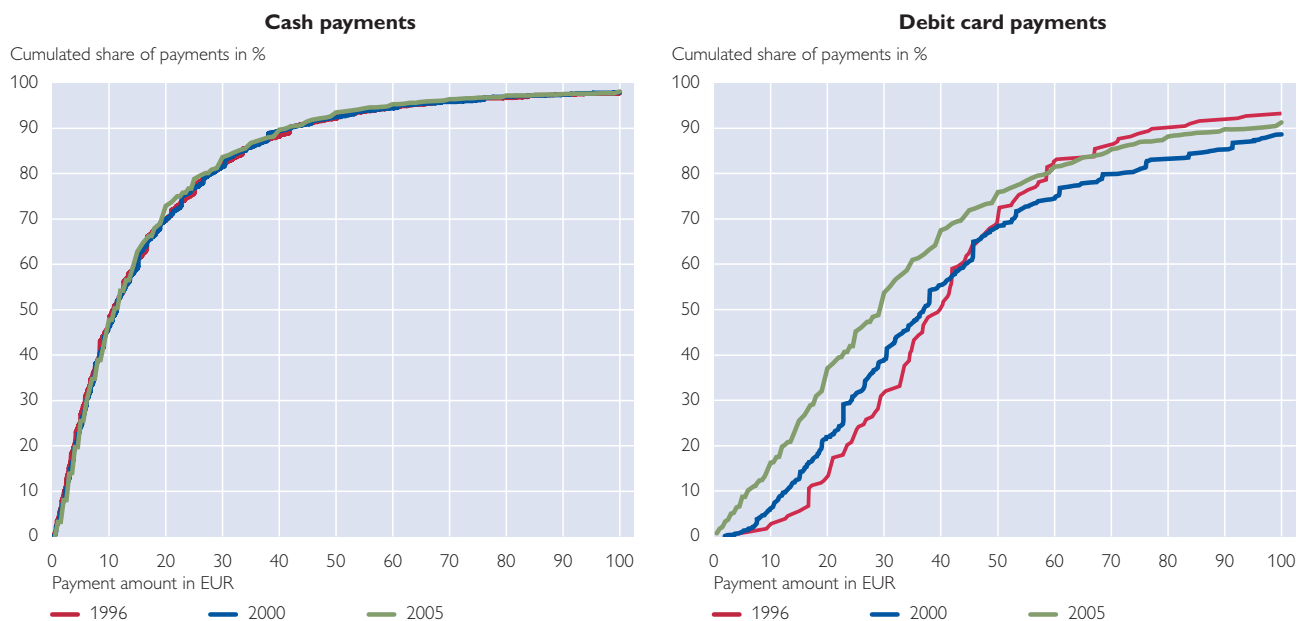 Cash payments
Cumulated share of payments in %
100
90
80
70
60
50
40
30
20
10
0
0 10 20 30 40 50 60 70 80 90 100
Payment amount in EUR
1996 2000 2005
Debit card payments
Cumulated share of payments in %
100
90
80
70
60
50
40
30
20
10
0
0 10 20 30 40 50 60 70 80 90 100
Payment amount in EUR
1996 2000 2005